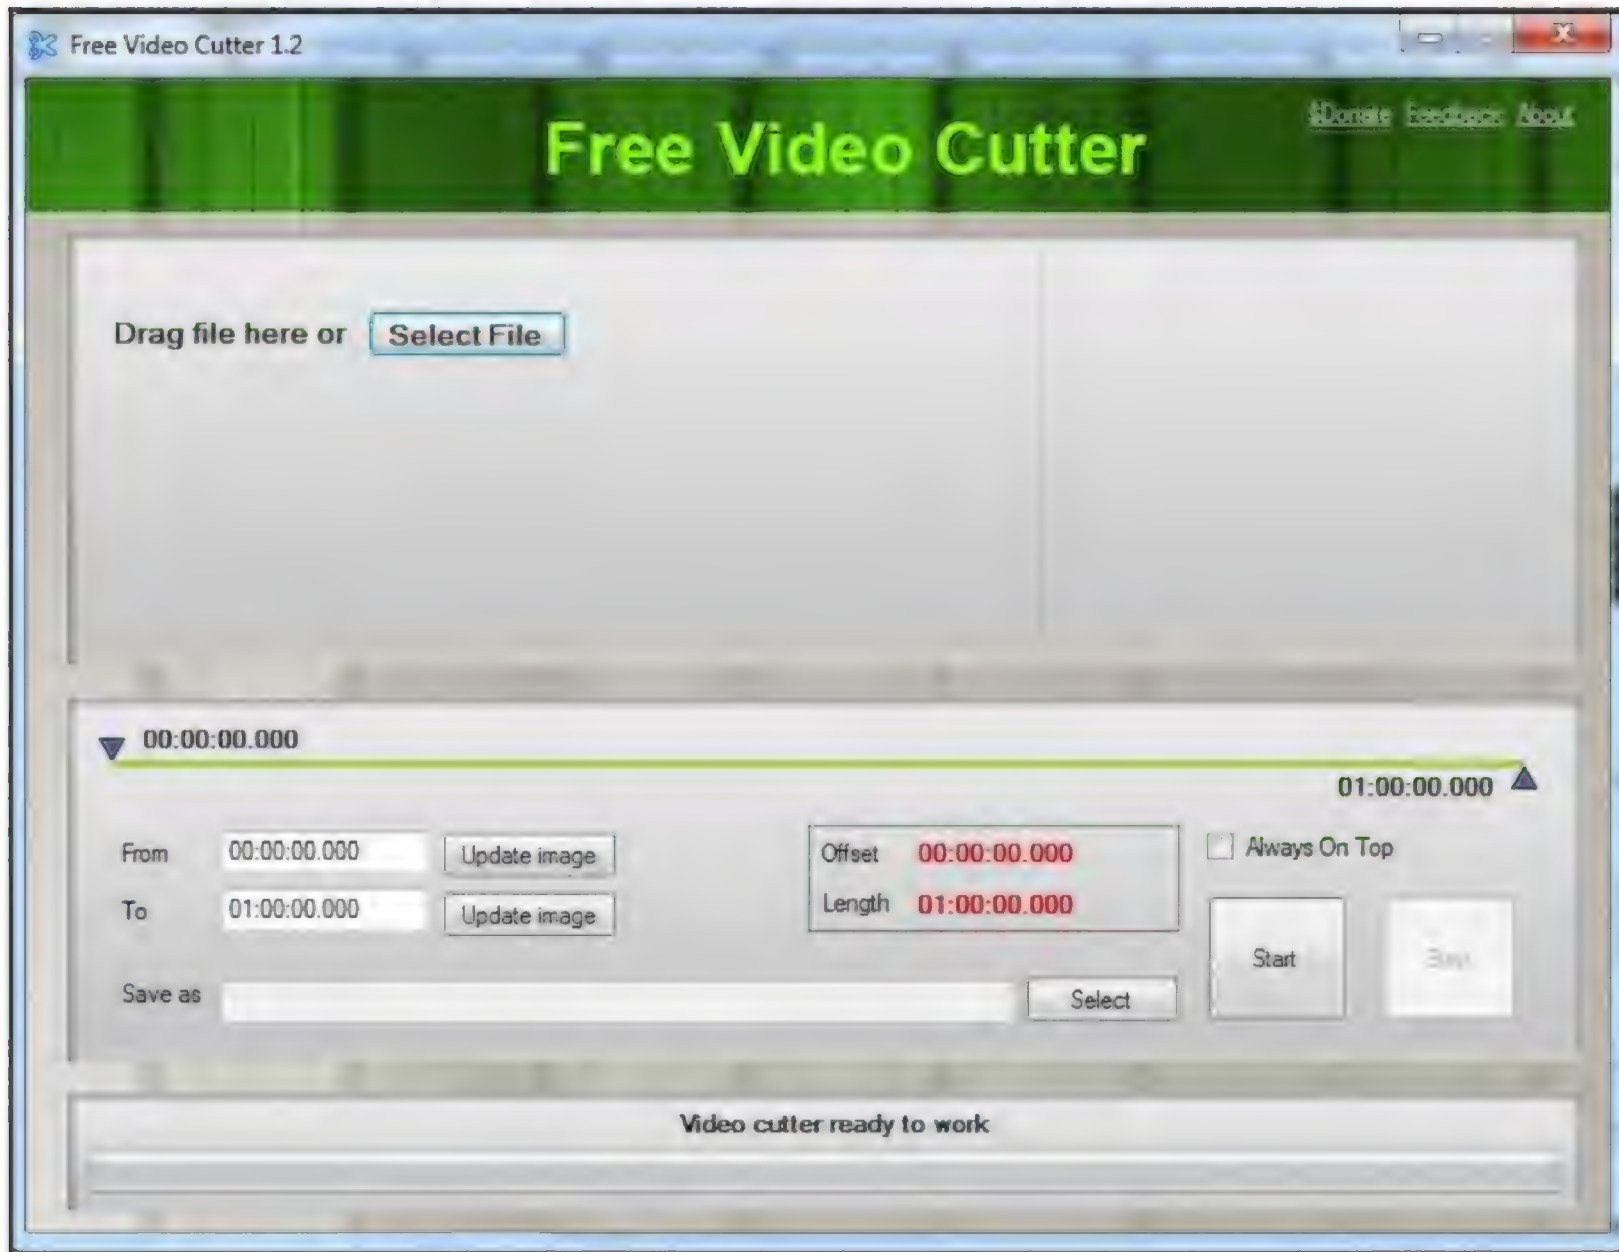 Free Video Cutter 1.2
Free Video Cutter
$Donate Feedback About
Drag file here or Select File
00:00:00.000
01:00:00.000
From 00:00:00.000 Update image
To 01:00:00.000 Update image
Offset 00:00:00.000
Length 01:00:00.000
Always On Top
Save as
Select
Start
Video cutter ready to work